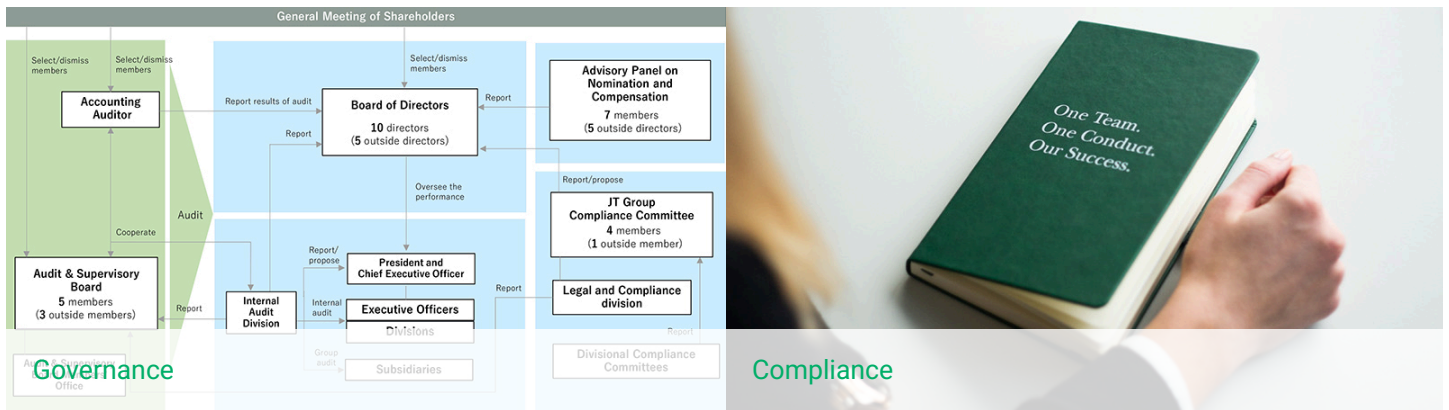 General Meeting of Shareholders
Select/dismiss
members
Select/dismiss
members
Select/dismiss
members
Accounting
Auditor
Report results of audit
Report
Board of Directors
10 directors
(5 outside directors)
Report
Advisory Panel on
Nomination and
Compensation
7 members
(5 outside directors)
Audit
Oversee the
performance
Report/propose
JT Group
Compliance Committee
4 members
(1 outside member)
Cooperate
Audit & Supervisory
Board
5 members
(3 outside members)
Report
Internal
Audit
Division
Report/
propose
Internal
audit
President and
Chief Executive Officer
Executive Officers
Divisions
Group
audit
Subsidiaries
Report
Legal and Compliance
division
Report
Divisional Compliance
Committees
Audit & Supervisory
Office
Governance
One Team.
One Conduct.
Our Success.
Compliance